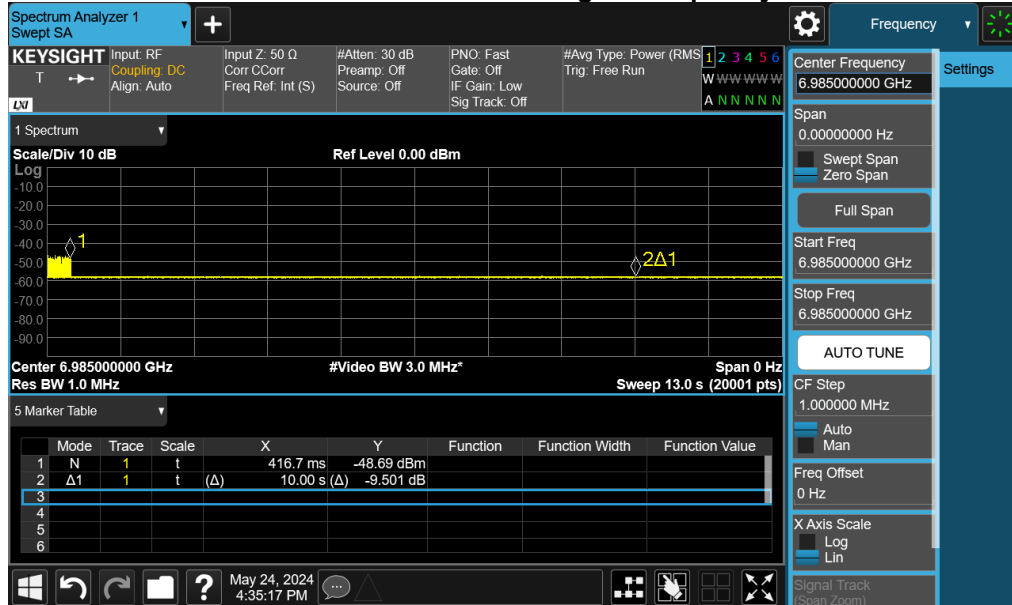 Spectrum Analyzer 1
Swept SA
Frequency
KEYSIGHT
T
LXI
Input: RF
Coupling: DC
Align: Auto
Input Z: 50 Ω
Corr CCorr
Freq Ref: Int (S)
#Atten: 30 dB
Preamp: Off
Source: Off
PNO: Fast
Gate: Off
IF Gain: Low
Sig Track: Off
#Avg Type: Power (RMS
Trig: Free Run
1 2 3 4 5 6
W W W W W W
A N N N N N
1 Spectrum
Scale/Div 10 dB
Ref Level 0.00 dBm
Log
-10.0
-20.0
-30.0
-40.0
-50.0
-60.0
-70.0
-80.0
-90.0
1
2Δ1
Center 6.985000000 GHz
#Video BW 3.0 MHz*
Span 0 Hz
Res BW 1.0 MHz
Sweep 13.0 s (20001 pts)
5 Marker Table
Mode Trace Scale X Y Function Function Width Function Value
1 N 1 t 416.7 ms -48.69 dBm
2 Δ1 1 t (Δ) 10.00 s (Δ) -9.501 dB
3
4
5
6
May 24, 2024
4:35:17 PM
Center Frequency
6.985000000 GHz
Span
0.00000000 Hz
Swept Span
Zero Span
Full Span
Start Freq
6.985000000 GHz
Stop Freq
6.985000000 GHz
AUTO TUNE
CF Step
1.000000 MHz
Auto
Man
Freq Offset
0 Hz
X Axis Scale
Log
Lin
Signal Track
(Span Zoom)
Settings